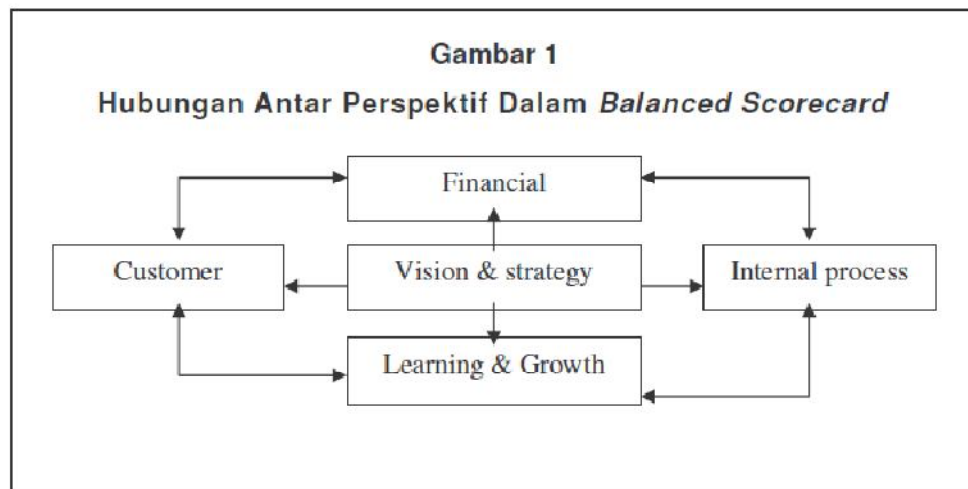 Gambar 1
Hubungan Antar Perspektif Dalam Balanced Scorecard
Financial
Customer
Vision & strategy
Internal process
Learning & Growth